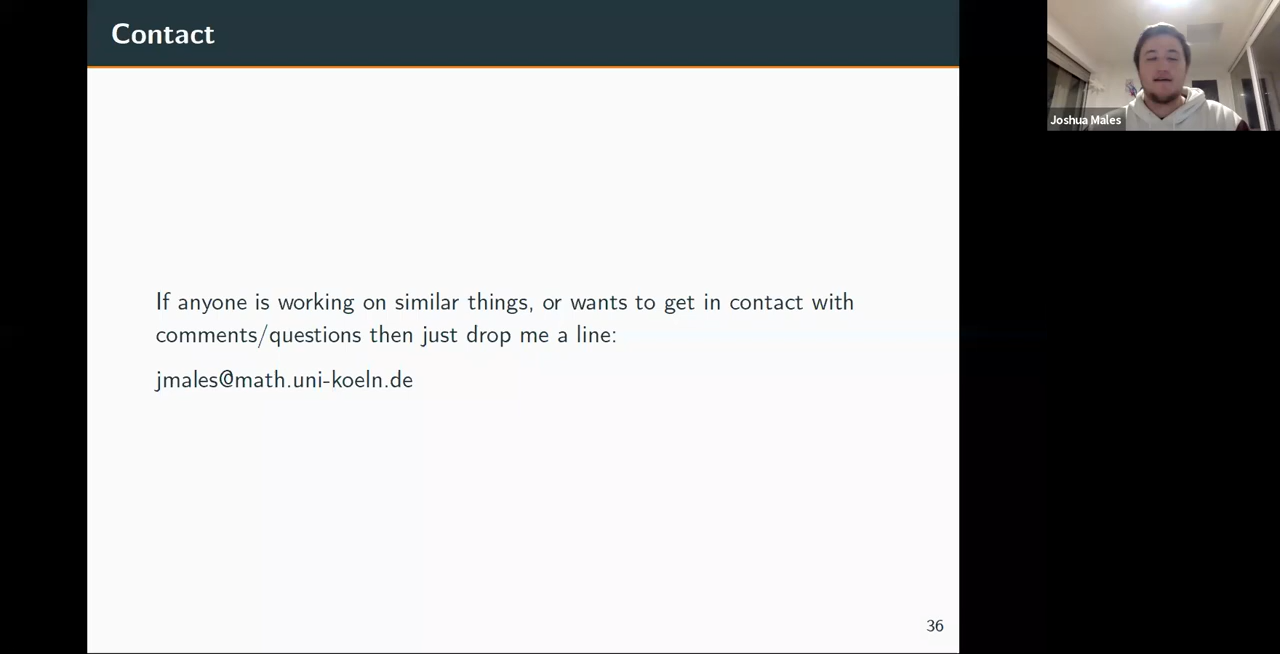 Contact
Joshua Males
If anyone is working on similar things, or wants to get in contact with
comments/questions then just drop me a line:
jmales@math.uni-koeln.de
36